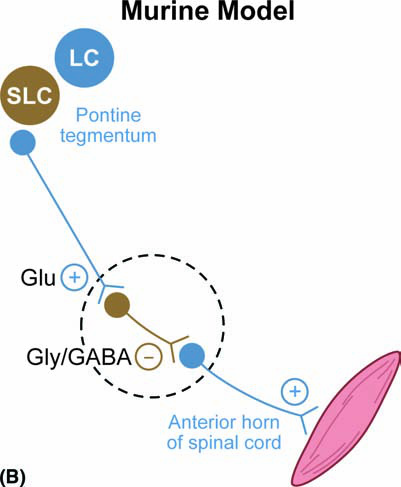 Murine Model
LC
SLC
Pontine
tegmentum
Glu +
Gly/GABA −
+
Anterior horn
of spinal cord
(B)